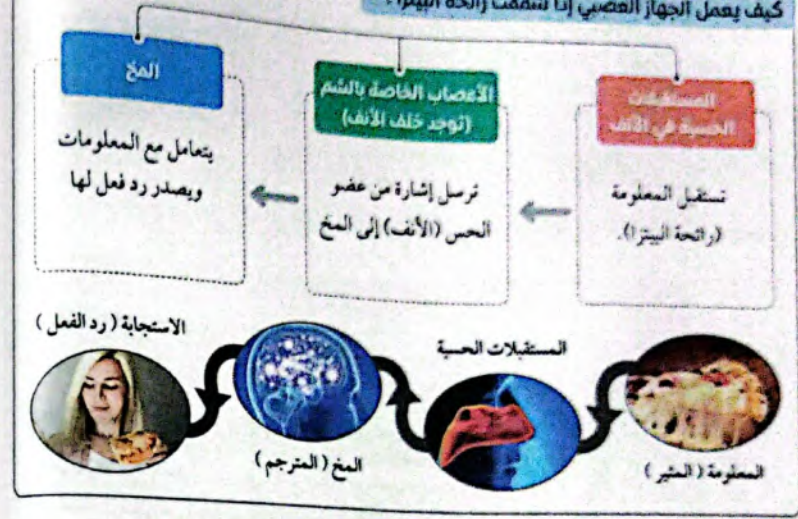 كيف يعمل الجهاز العصبي إذا شممت رائحة البيتزا؟
المستقبلات
الحسية في الأنف
تستقبل المعلومة
(رائحة البيتزا).
الأعصاب الخاصة بالشم
(توجد خلف الأنف)
ترسل إشارة من عضو
الحس (الأنف) إلى المخ
المخ
يتعامل مع المعلومات
ويصدر رد فعل لها
المعلومة ( المثير )
المستقبلات الحسية
المخ ( المترجم )
الاستجابة ( رد الفعل )